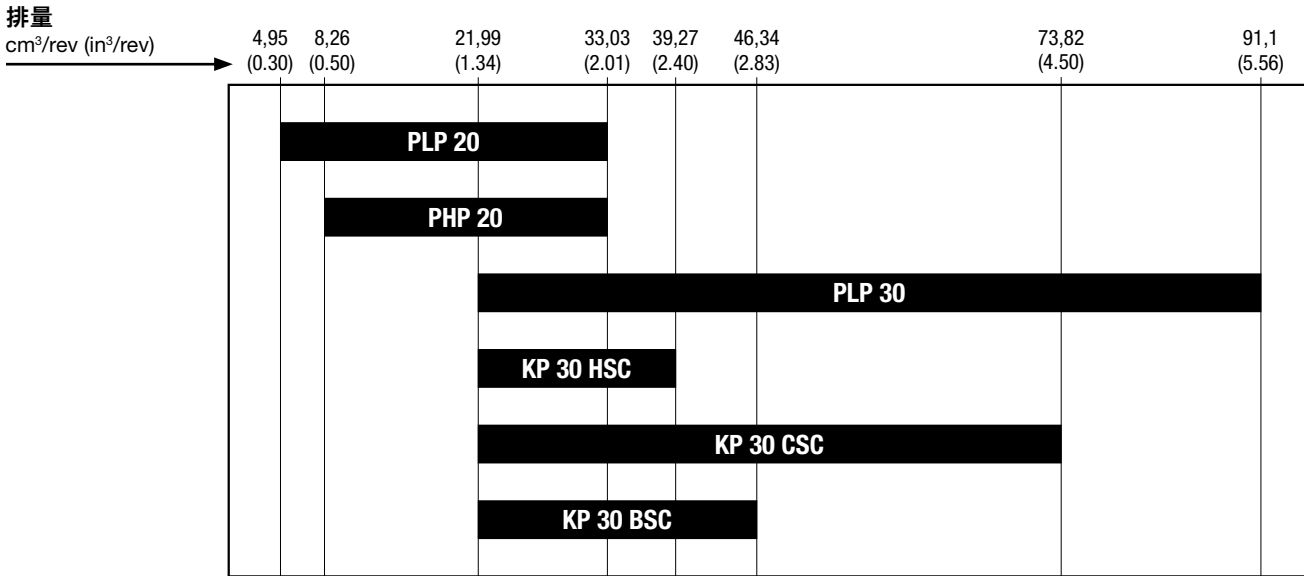 排量
cm³/rev (in³/rev)
4,95 8,26 21,99 33,03 39,27 46,34 73,82 91,1
(0.30) (0.50) (1.34) (2.01) (2.40) (2.83) (4.50) (5.56)
PLP 20
PHP 20
PLP 30
KP 30 HSC
KP 30 CSC
KP 30 BSC